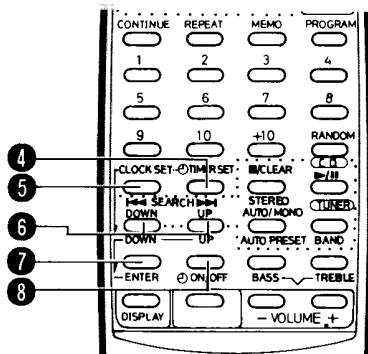 CONTINUE REPEAT MEMO PROGRAM
1 2 3 4
5 6 7 8
9 10 +10 RANDOM
4
CLOCK SET TIMER SET ■/CLEAR CD ▶/II
5
I◀◀ SEARCH ▶▶I
DOWN UP STEREO AUTO/MONO TUNER
6
DOWN UP AUTO PRESET BAND
7
ENTER ON/OFF BASS TREBLE
8
DISPLAY − VOLUME +